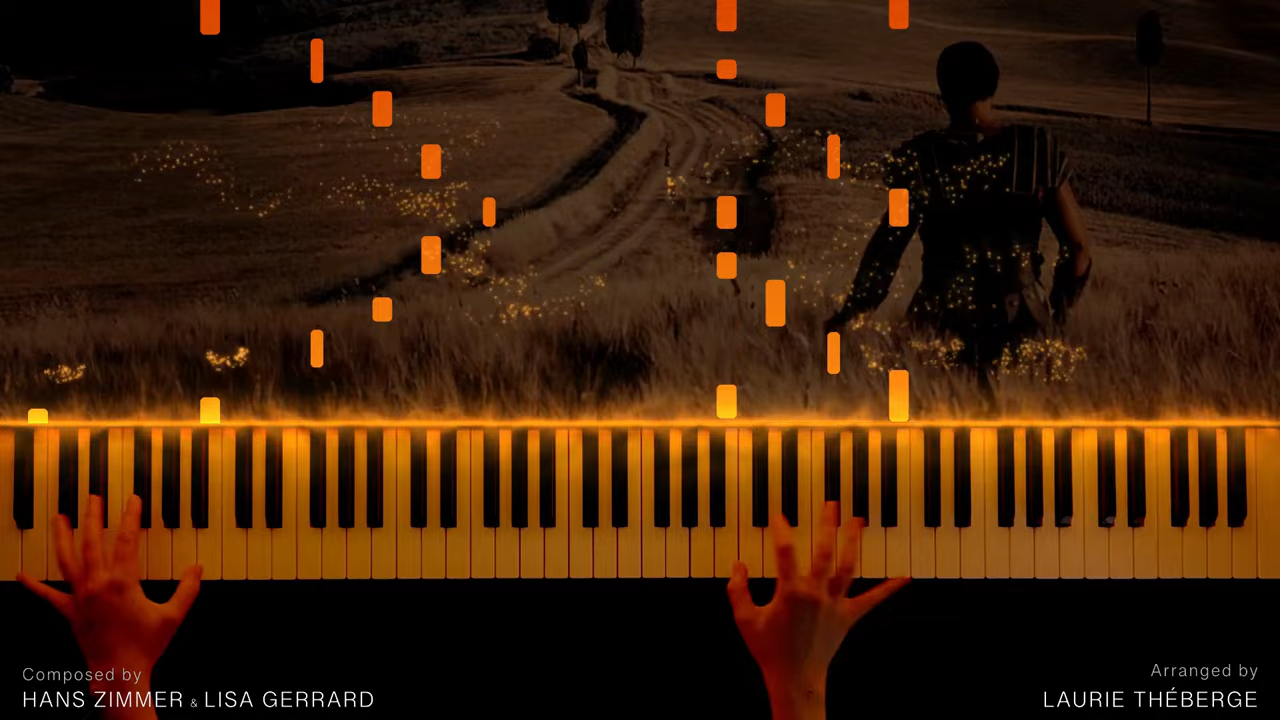 Composed by
HANS ZIMMER & LISA GERRARD
Arranged by
LAURIE THÉBERGE